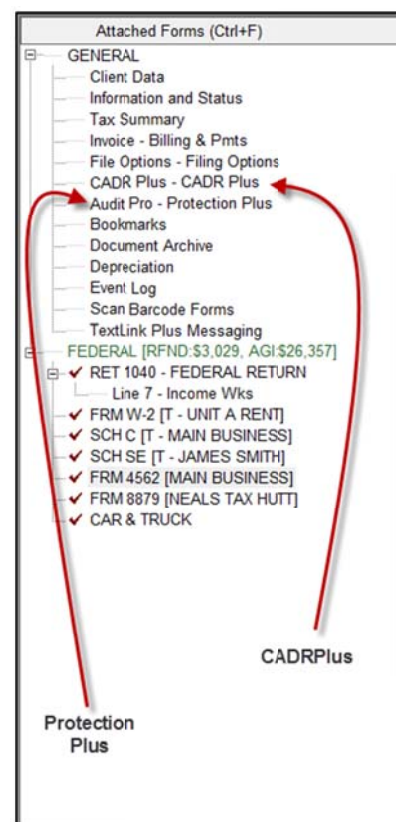 Attached Forms (Ctrl+F)
GENERAL
Client Data
Information and Status
Tax Summary
Invoice - Billing & Pmts
File Options - Filing Options
CADR Plus - CADR Plus
Audit Pro - Protection Plus
Bookmarks
Document Archive
Depreciation
Event Log
Scan Barcode Forms
TextLink Plus Messaging
FEDERAL [RFND:$3,029, AGI:$26,357]
RET 1040 - FEDERAL RETURN
Line 7 - Income Wks
FRM W-2 [T - UNIT A RENT]
SCH C [T - MAIN BUSINESS]
SCH SE [T - JAMES SMITH]
FRM 4562 [MAIN BUSINESS]
FRM 8879 [NEALS TAX HUTT]
CAR & TRUCK
CADRPlus
Protection
Plus